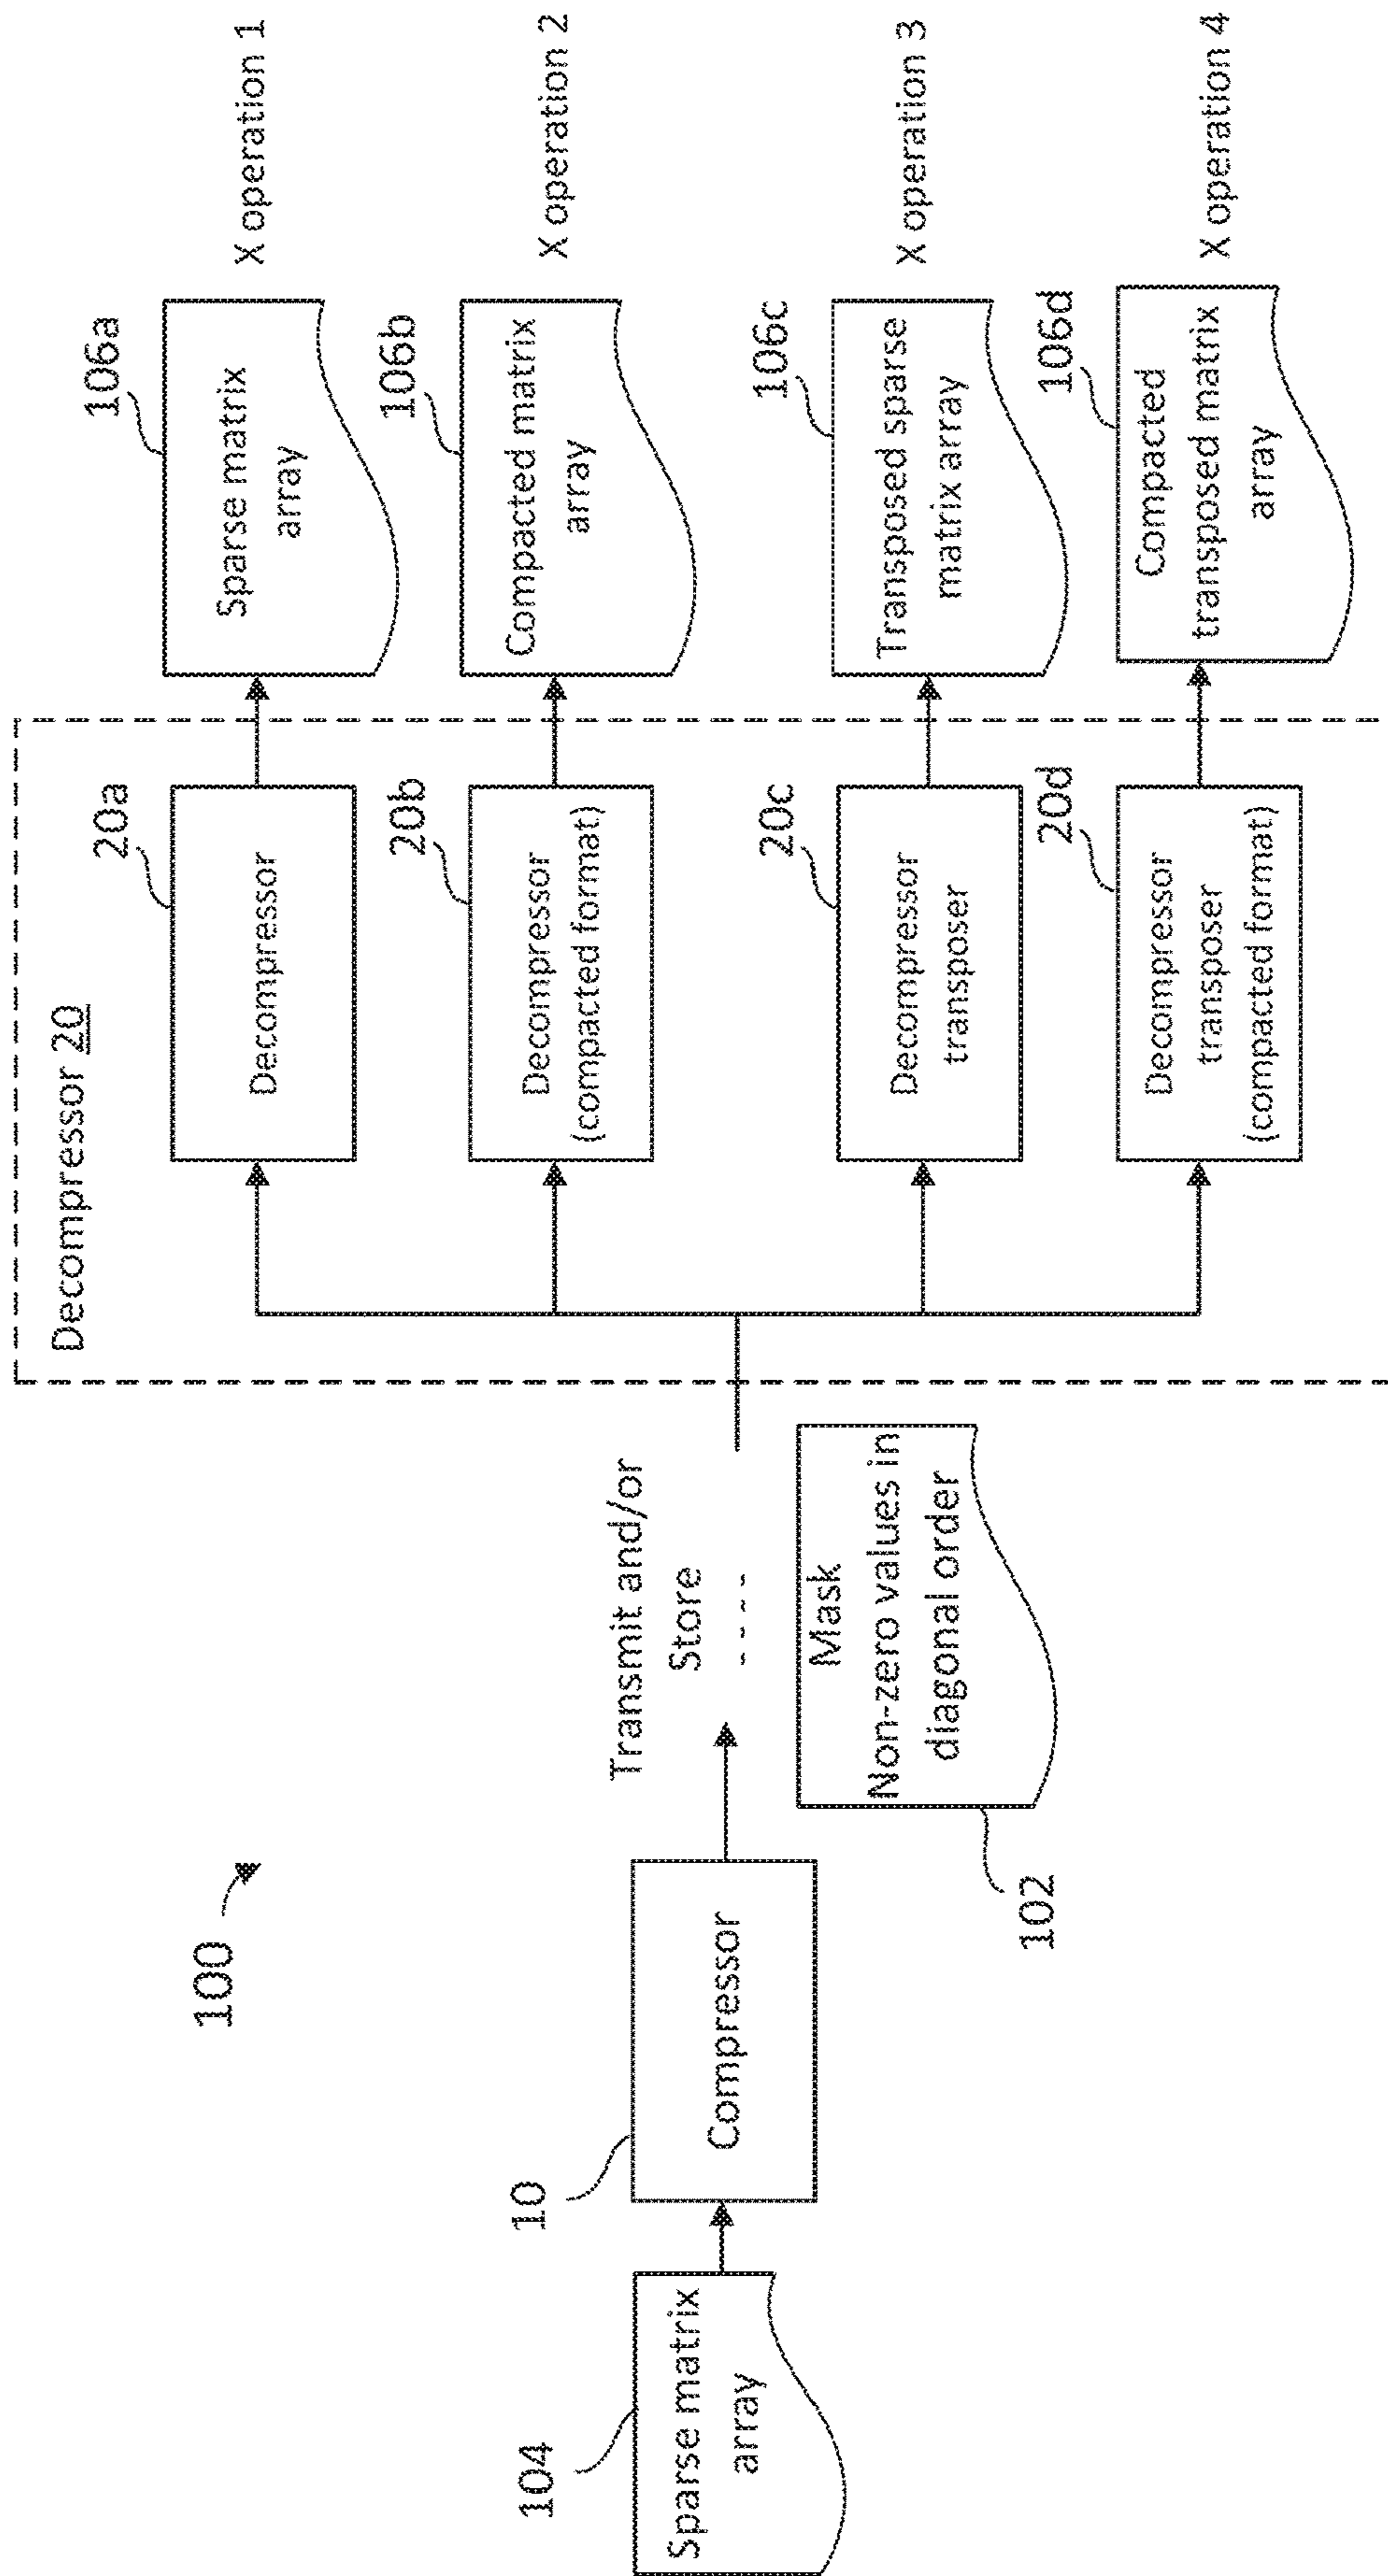 100
104
Sparse matrix
array
10
Compressor
Transmit and/or
Store
102
Mask
Non-zero values in
diagonal order
Decompressor 20
20a
Decompressor
20b
Decompressor
(compacted format)
20c
Decompressor
transposer
20d
Decompressor
transposer
(compacted format)
106a
Sparse matrix
array
X operation 1
106b
Compacted matrix
array
X operation 2
106c
Transposed sparse
matrix array
X operation 3
106d
Compacted
transposed matrix
array
X operation 4